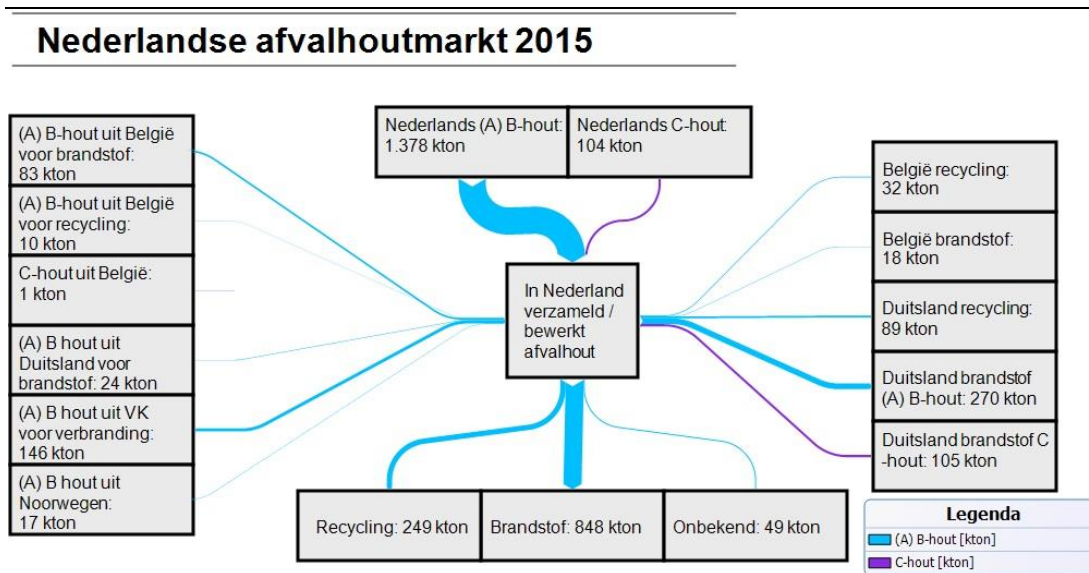 Nederlandse afvalhoutmarkt 2015
(A) B-hout uit België
voor brandstof:
83 kton
(A) B-hout uit België
voor recycling:
10 kton
C-hout uit België:
1 kton
(A) B hout uit
Duitsland voor
brandstof: 24 kton
(A) B hout uit VK
voor verbranding:
146 kton
(A) B hout uit
Noorwegen:
17 kton
Nederlands (A) B-hout:
1.378 kton
Nederlands C-hout:
104 kton
In Nederland
verzameld /
bewerkt
afvalhout
Recycling: 249 kton
Brandstof: 848 kton
Onbekend: 49 kton
België recycling:
32 kton
België brandstof:
18 kton
Duitsland recycling:
89 kton
Duitsland brandstof
(A) B-hout: 270 kton
Duitsland brandstof C
-hout: 105 kton
Legenda
(A) B-hout [kton]
C-hout [kton]